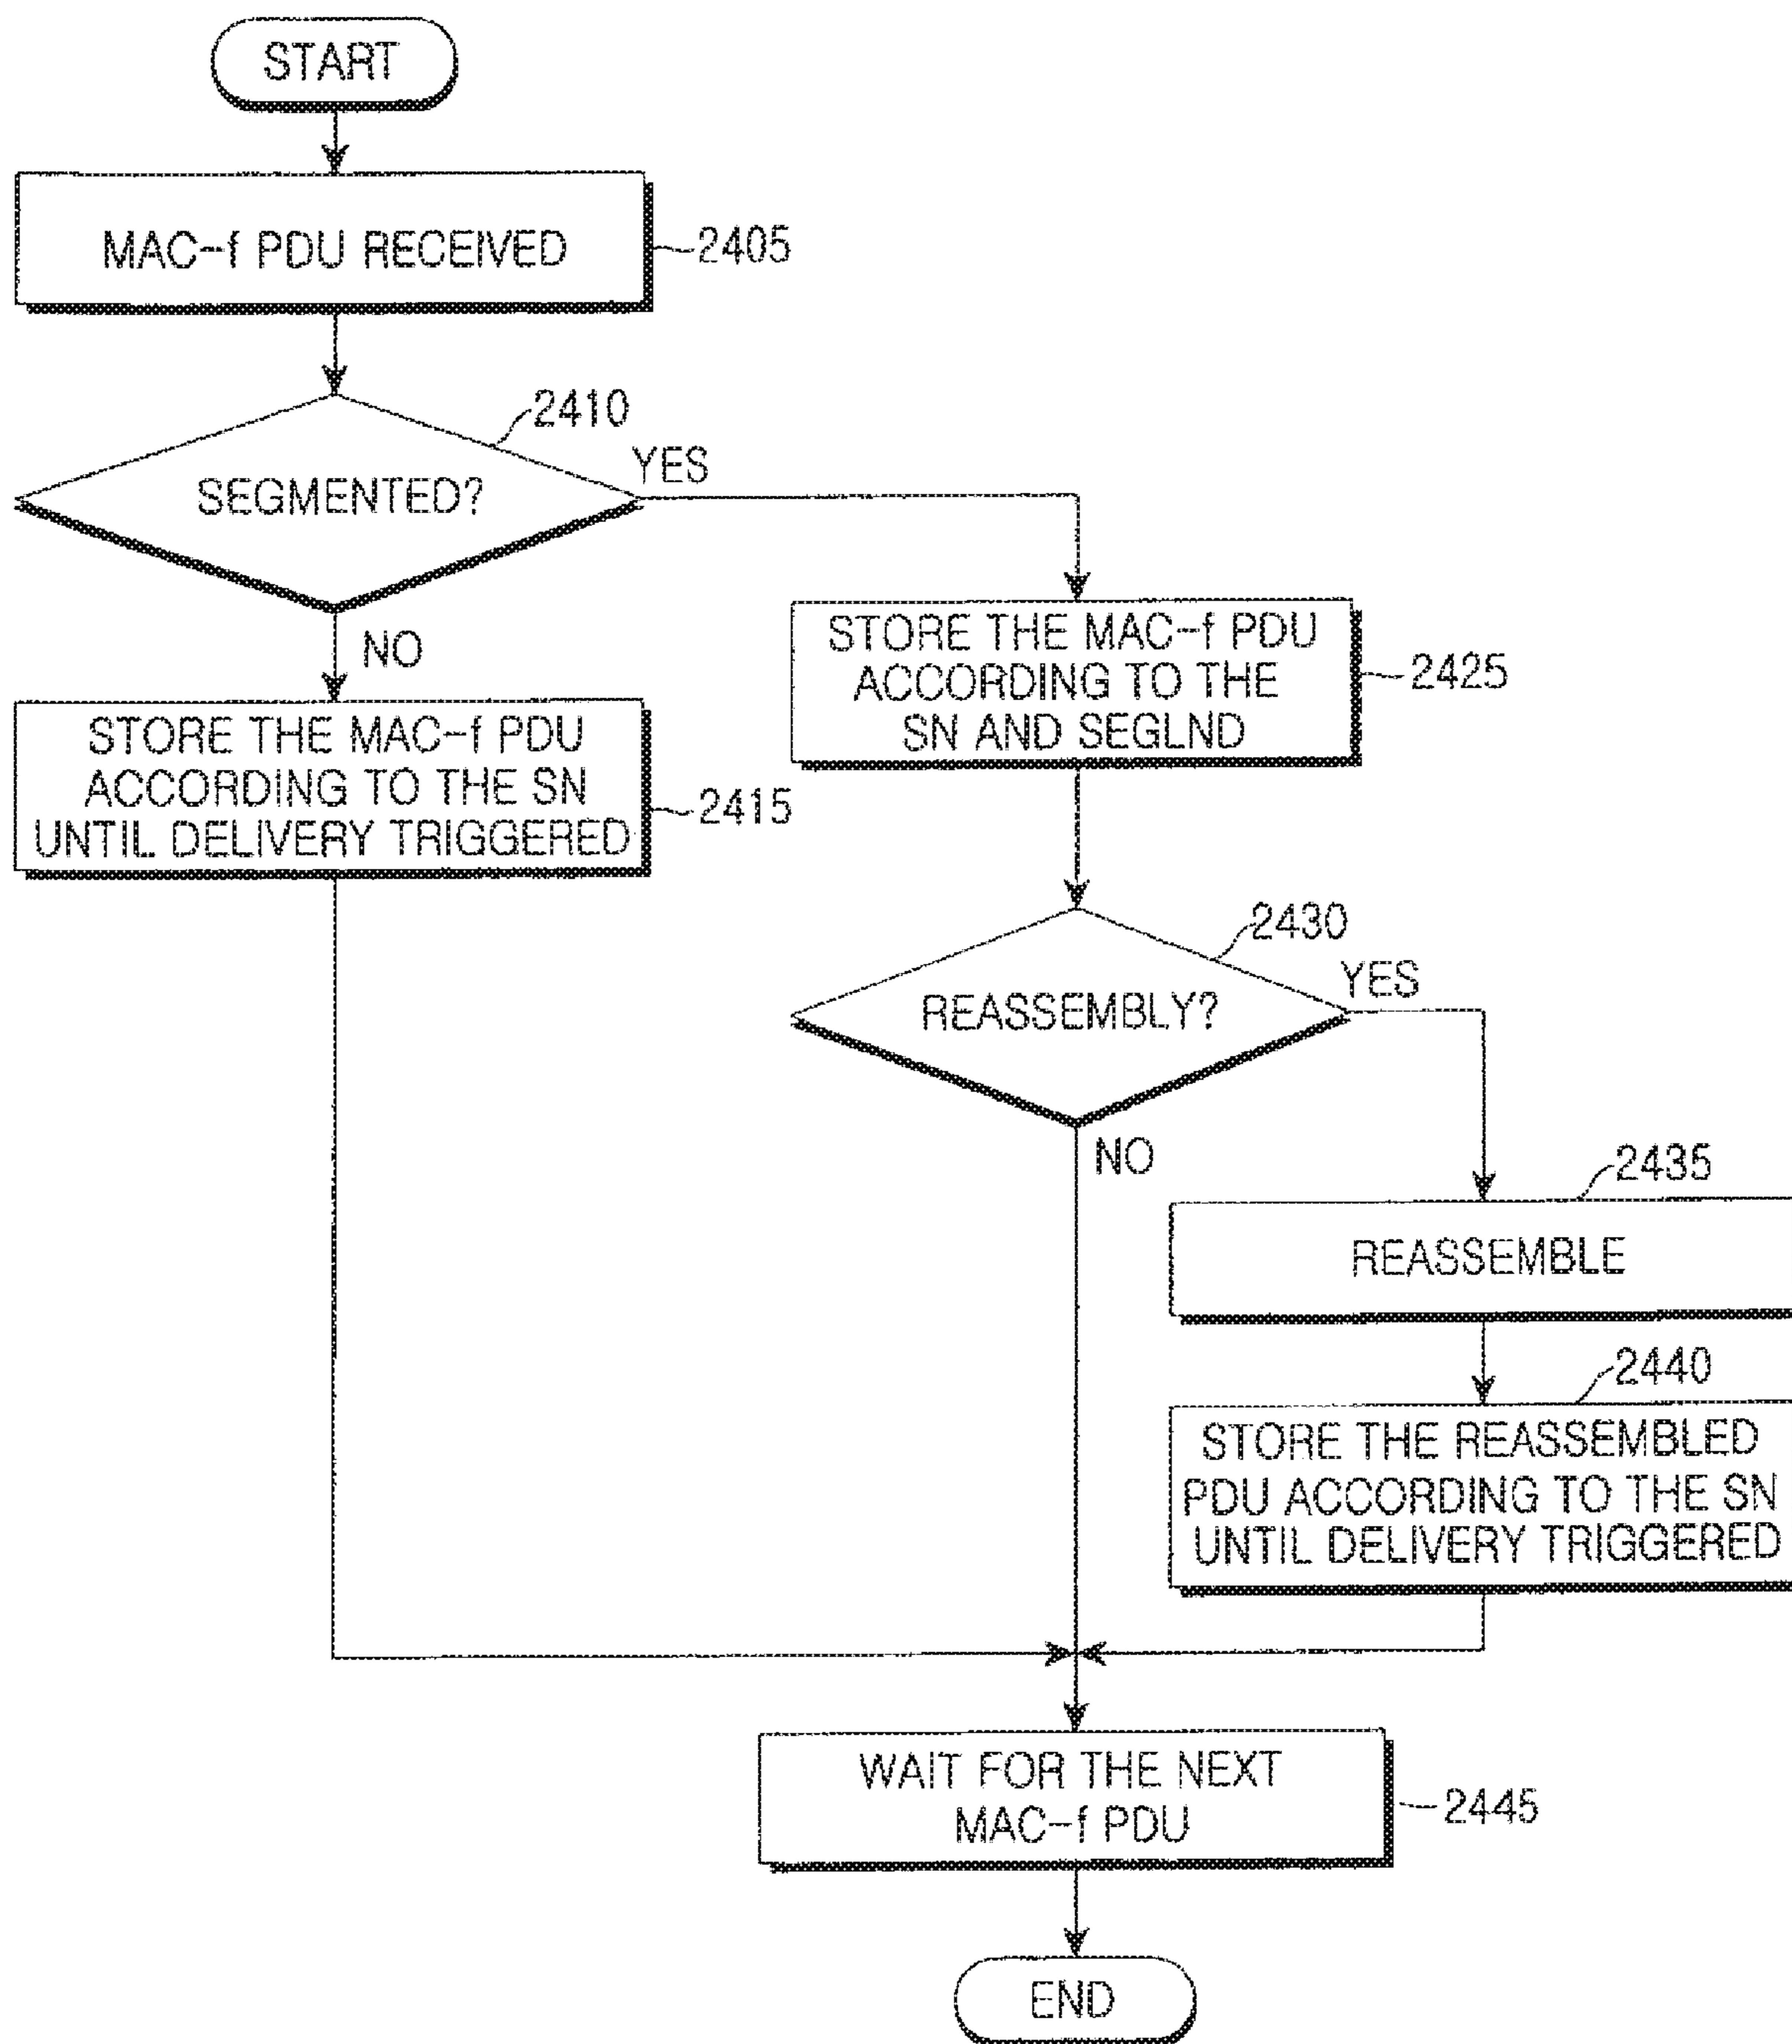 START
MAC-f PDU RECEIVED
2405
2410
SEGMENTED?
YES
NO
STORE THE MAC-f PDU
ACCORDING TO THE SN
UNTIL DELIVERY TRIGGERED
2415
STORE THE MAC-f PDU
ACCORDING TO THE
SN AND SEGLND
2425
2430
REASSEMBLY?
YES
NO
2435
REASSEMBLE
2440
STORE THE REASSEMBLED
PDU ACCORDING TO THE SN
UNTIL DELIVERY TRIGGERED
WAIT FOR THE NEXT
MAC-f PDU
2445
END